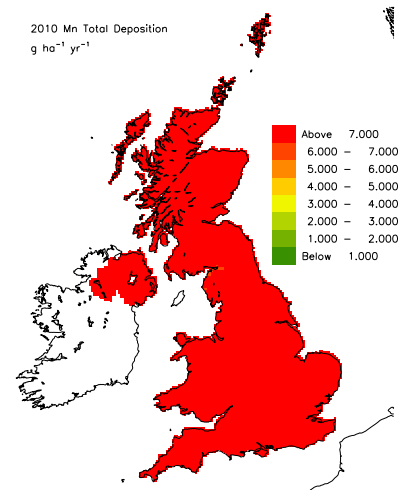 2010 Mn Total Deposition
g ha⁻¹ yr⁻¹
Above 7.000
6.000 – 7.000
5.000 – 6.000
4.000 – 5.000
3.000 – 4.000
2.000 – 3.000
1.000 – 2.000
Below 1.000